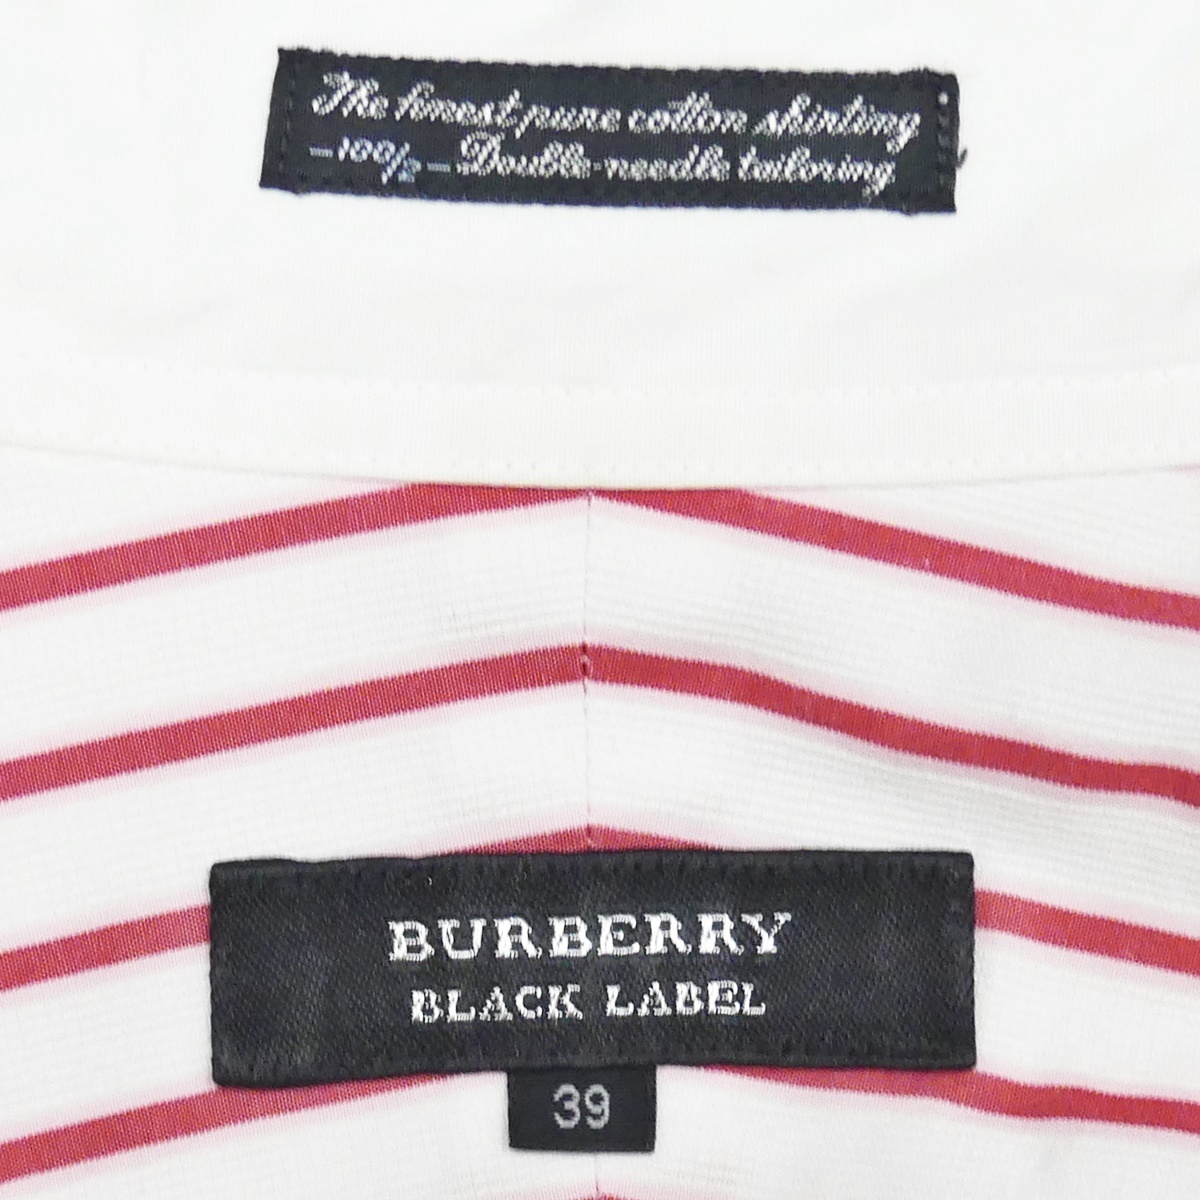 The finest pure cotton shirting
-100/2- Double-needle tailoring
BURBERRY
BLACK LABEL
39